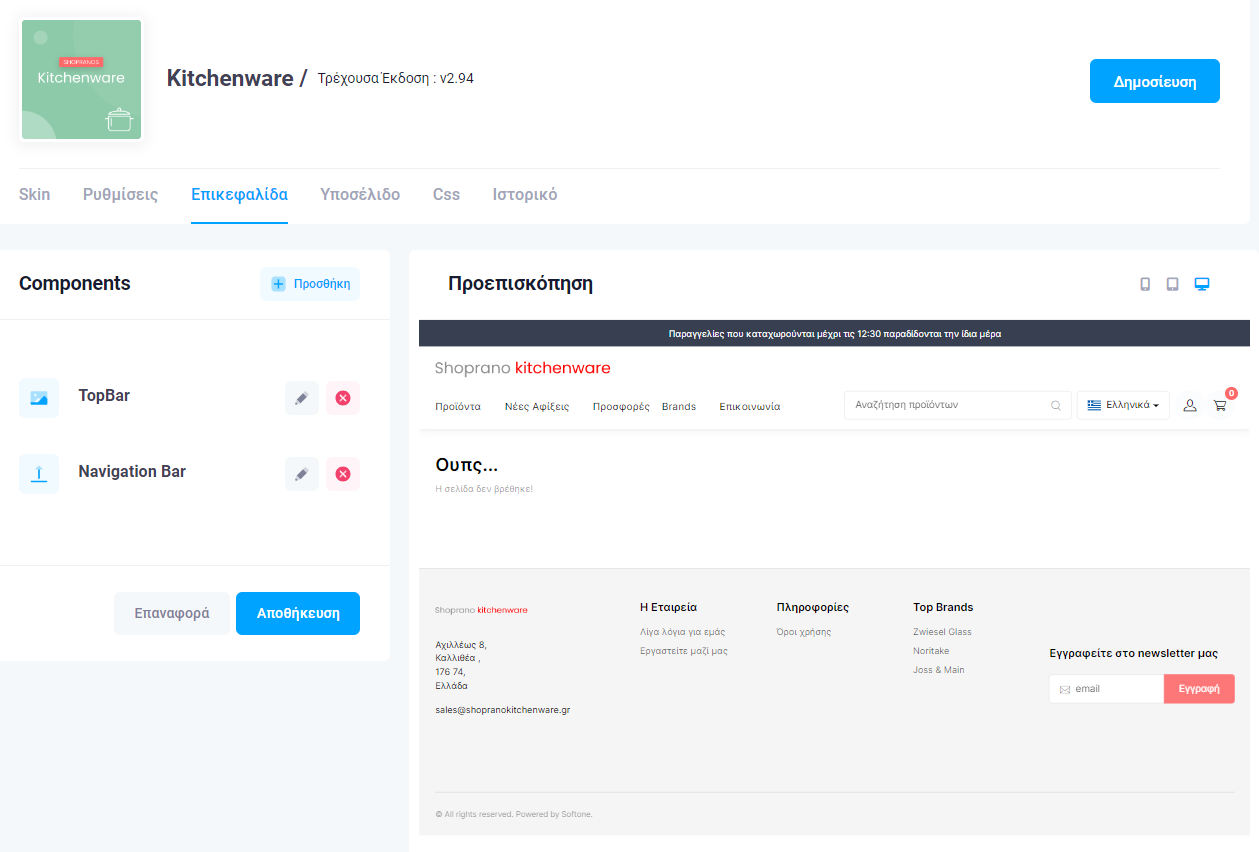 SHOPRANOS
Kitchenware
Kitchenware / Τρέχουσα Έκδοση : v2.94
Δημοσίευση
Skin Ρυθμίσεις Επικεφαλίδα Υποσέλιδο Css Ιστορικό
Components
Προσθήκη
TopBar
Navigation Bar
Επαναφορά Αποθήκευση
Προεπισκόπηση
Παραγγελίες που καταχωρούνται μέχρι τις 12:30 παραδίδονται την ίδια μέρα
Shoprano kitchenware
Προϊόντα Νέες Αφίξεις Προσφορές Brands Επικοινωνία Αναζήτηση προϊόντων Ελληνικά 0
Ουπς...
Η σελίδα δεν βρέθηκε!
Shoprano kitchenware
Αχιλλέως 8,
Καλλιθέα ,
176 74,
Ελλάδα
sales@shopranokitchenware.gr
Η Εταιρεία
Λίγα λόγια για εμάς
Εργαστείτε μαζί μας
Πληροφορίες
Όροι χρήσης
Top Brands
Zwiesel Glass
Noritake
Joss & Main
Εγγραφείτε στο newsletter μας
email Εγγραφή
© All rights reserved. Powered by Softone.